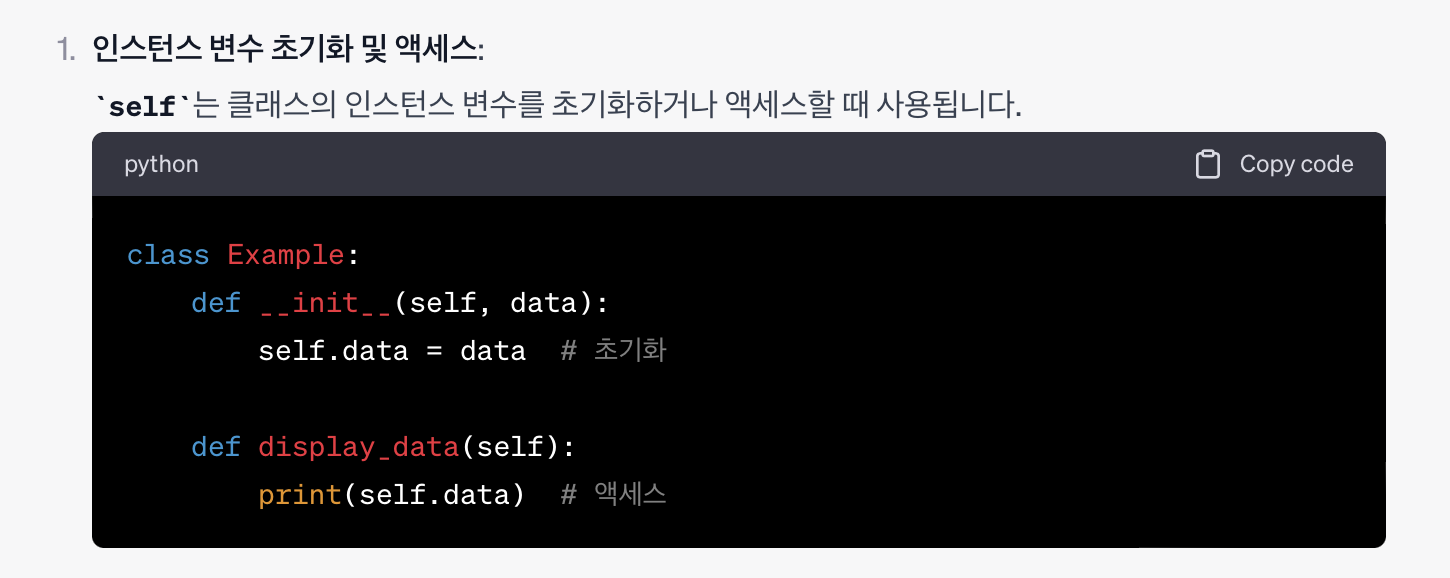 1. 인스턴스 변수 초기화 및 액세스:
`self`는 클래스의 인스턴스 변수를 초기화하거나 액세스할 때 사용됩니다.
python Copy code
class Example:
    def __init__(self, data):
        self.data = data  # 초기화
    def display_data(self):
        print(self.data)  # 액세스